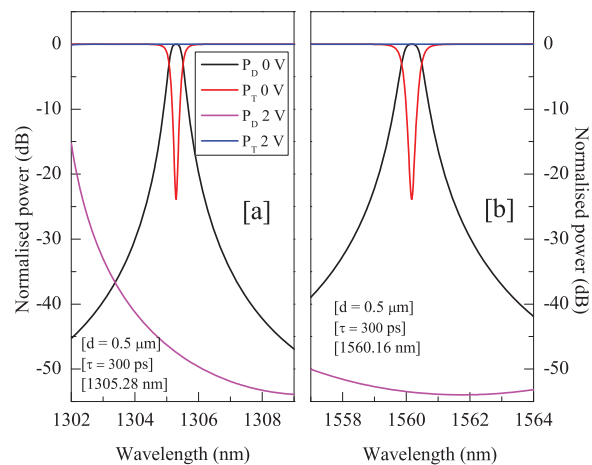 0
-10
-20
-30
-40
-50
Normalised power (dB)
P_D 0 V
P_T 0 V
P_D 2 V
P_T 2 V
[a]
[d = 0.5 μm]
[τ = 300 ps]
[1305.28 nm]
1302 1304 1306 1308
Wavelength (nm)
[b]
[d = 0.5 μm]
[τ = 300 ps]
[1560.16 nm]
1558 1560 1562 1564
Wavelength (nm)
0
-10
-20
-30
-40
-50
Normalised power (dB)